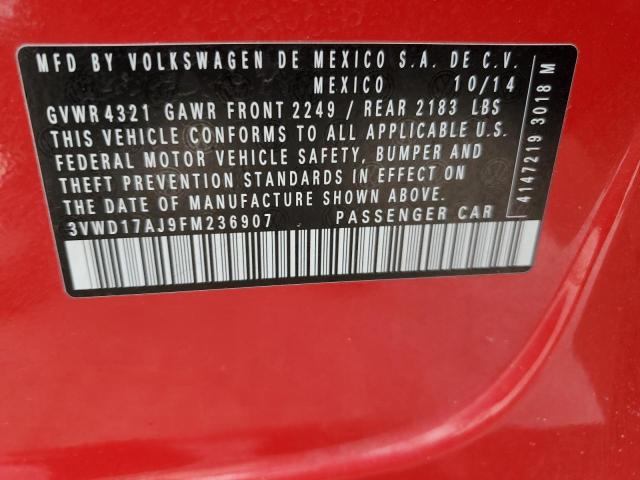 MFD BY VOLKSWAGEN DE MEXICO S.A. DE C.V.
MEXICO 10/14
GVWR 4321 GAWR FRONT 2249 / REAR 2183 LBS
THIS VEHICLE CONFORMS TO ALL APPLICABLE U.S.
FEDERAL MOTOR VEHICLE SAFETY, BUMPER AND
THEFT PREVENTION STANDARDS IN EFFECT ON
THE DATE OF MANUFACTURE SHOWN ABOVE.
3VWD17AJ9FM236907 PASSENGER CAR
4147219 3018 M